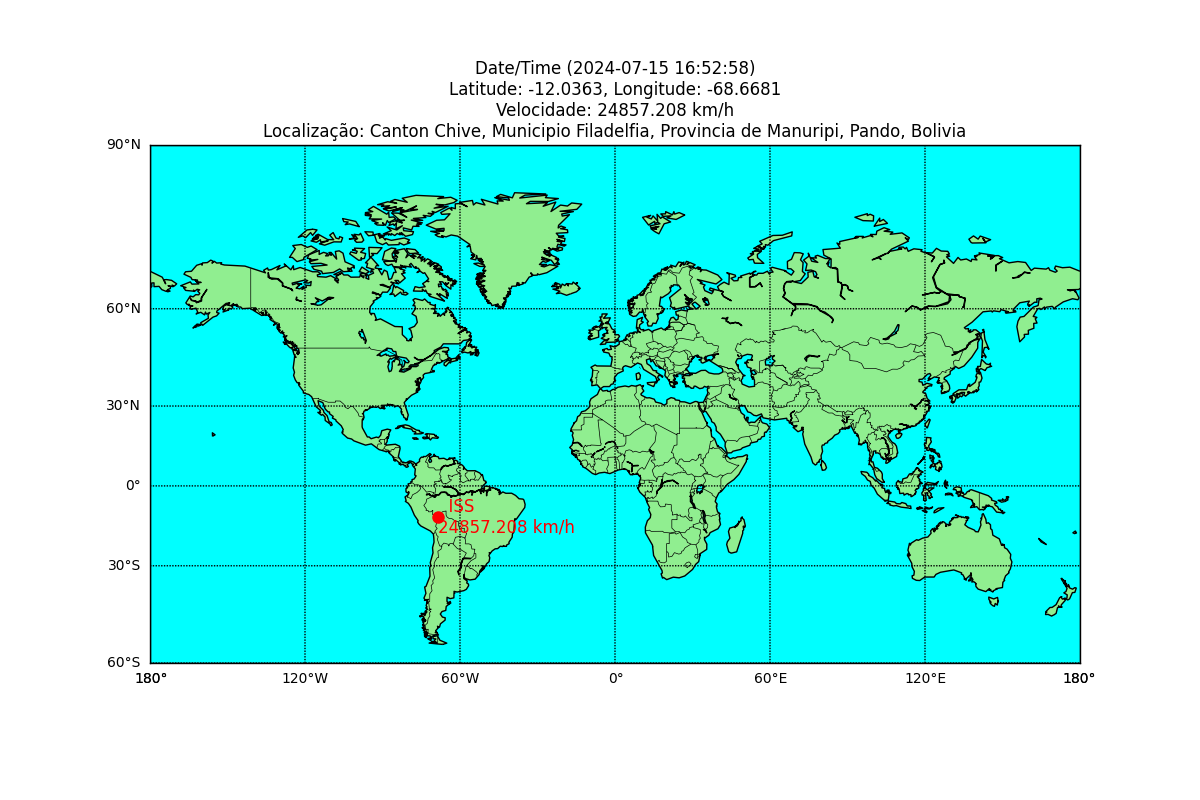 Date/Time (2024-07-15 16:52:58)
Latitude: -12.0363, Longitude: -68.6681
Velocidade: 24857.208 km/h
Localização: Canton Chive, Municipio Filadelfia, Provincia de Manuripi, Pando, Bolivia
90°N
60°N
30°N
0°
ISS
24857.208 km/h
30°S
60°S
180°
120°W
60°W
0°
60°E
120°E
180°